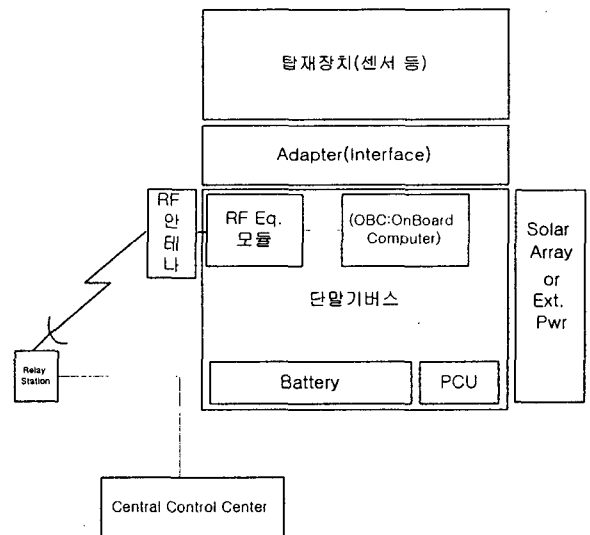 탑재장치(센서 등)
Adapter(Interface)
RF
안
테
나
RF Eq.
모듈
(OBC:OnBoard
Computer)
Solar
Array
or
Ext.
Pwr
단말기버스
Relay
Station
Battery
PCU
Central Control Center